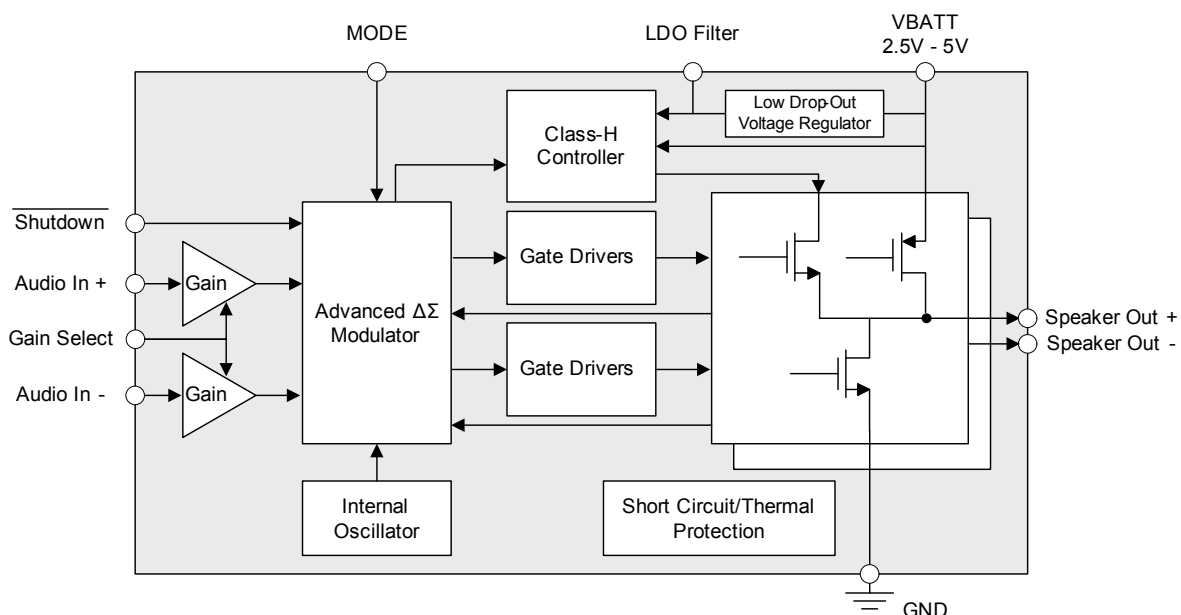 MODE
LDO Filter
VBATT
2.5V - 5V
Low Drop-Out
Voltage Regulator
Class-H
Controller
Shutdown
Audio In +
Gain
Gain Select
Audio In -
Gain
Advanced ΔΣ
Modulator
Gate Drivers
Gate Drivers
Speaker Out +
Speaker Out -
Internal
Oscillator
Short Circuit/Thermal
Protection
GND